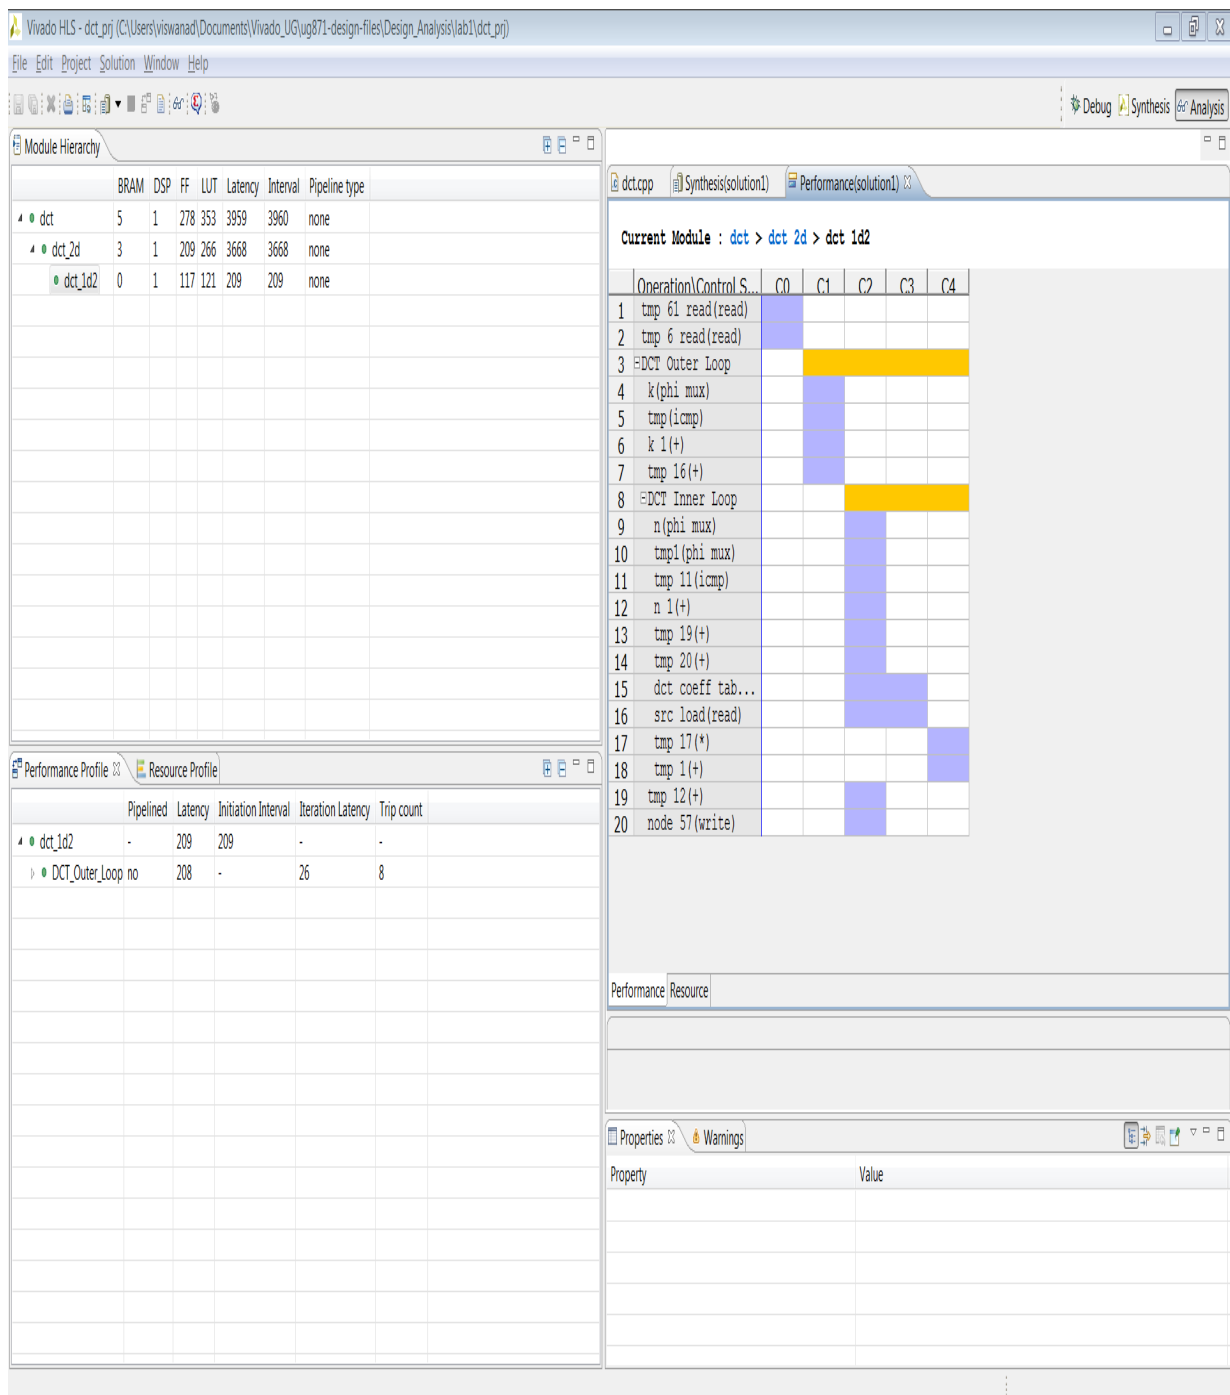 Vivado HLS - dct_prj (C:\Users\viswanad\Documents\Vivado_UG\ug871-design-files\Design_Analysis\lab1\dct_prj)
File Edit Project Solution Window Help
Debug Synthesis Analysis
Module Hierarchy
BRAM DSP FF LUT Latency Interval Pipeline type
dct 5 1 278 353 3959 3960 none
dct_2d 3 1 209 266 3668 3668 none
dct_1d2 0 1 117 121 209 209 none
Performance Profile Resource Profile
Pipelined Latency Initiation Interval Iteration Latency Trip count
dct_1d2 - 209 209 - -
DCT_Outer_Loop no 208 - 26 8
dct.cpp Synthesis(solution1) Performance(solution1)
Current Module : dct > dct 2d > dct 1d2
Operation\Control S... C0 C1 C2 C3 C4
1 tmp 61 read(read)
2 tmp 6 read(read)
3 DCT Outer Loop
4 k(phi mux)
5 tmp(icmp)
6 k 1(+)
7 tmp 16(+)
8 DCT Inner Loop
9 n(phi mux)
10 tmp1(phi mux)
11 tmp 11(icmp)
12 n 1(+)
13 tmp 19(+)
14 tmp 20(+)
15 dct coeff tab...
16 src load(read)
17 tmp 17(*)
18 tmp 1(+)
19 tmp 12(+)
20 node 57(write)
Performance Resource
Properties Warnings
Property Value